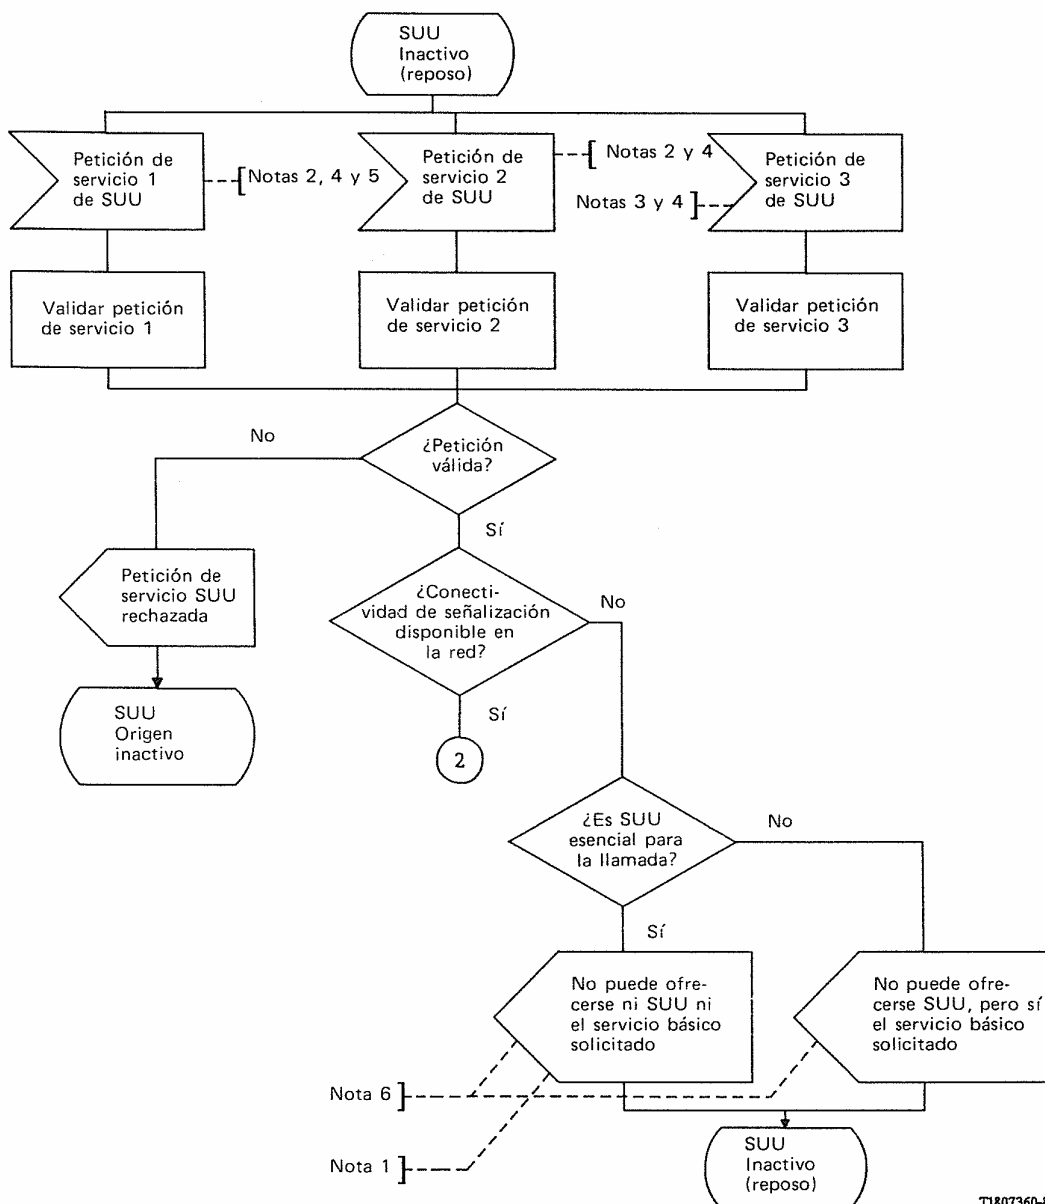 SUU
Inactivo
(reposo)
Petición de
servicio 1
de SUU
Notas 2, 4 y 5
Petición de
servicio 2
de SUU
Notas 2 y 4
Notas 3 y 4
Petición de
servicio 3
de SUU
Validar petición
de servicio 1
Validar petición
de servicio 2
Validar petición
de servicio 3
¿Petición
válida?
No
Sí
Petición de
servicio SUU
rechazada
SUU
Origen
inactivo
¿Conecti-
vidad de señalización
disponible en
la red?
No
Sí
2
¿Es SUU
esencial para
la llamada?
No
Sí
No puede ofre-
cerse ni SUU ni
el servicio básico
solicitado
No puede ofre-
cerse SUU, pero sí
el servicio básico
solicitado
Nota 6
Nota 1
SUU
Inactivo
(reposo)